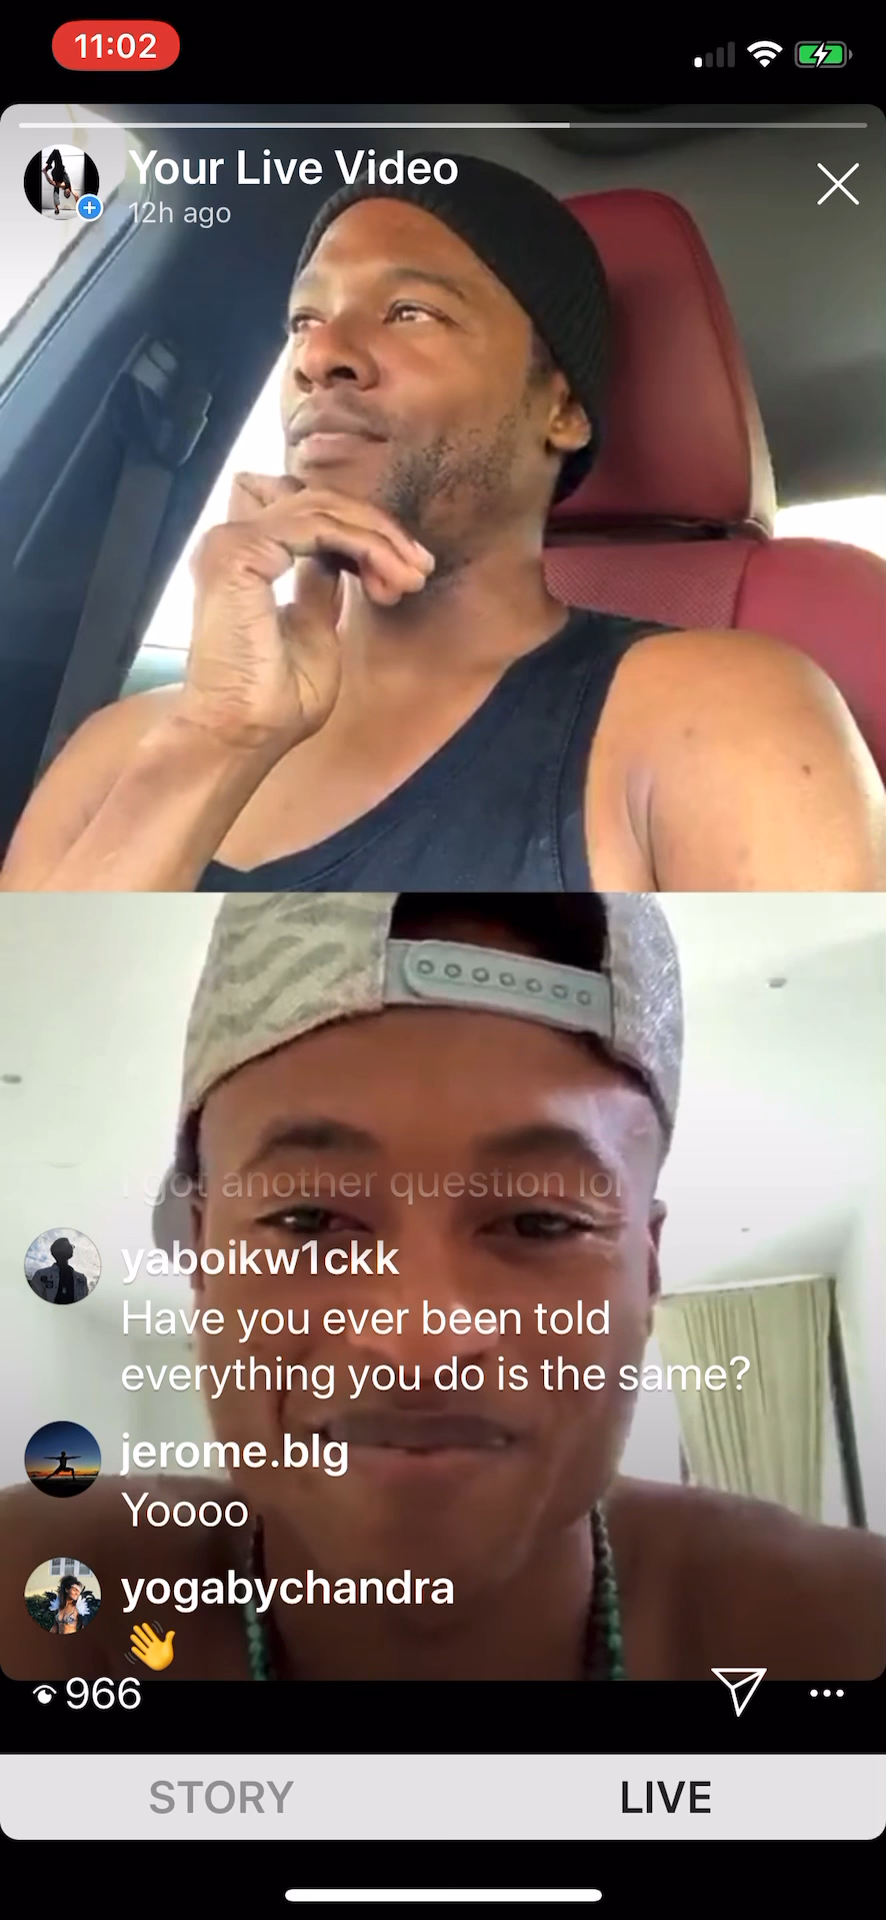 11:02
Your Live Video
12h ago
I got another question lol
yaboikw1ckk
Have you ever been told
everything you do is the same?
jerome.blg
Yoooo
yogabychandra
👋
966
STORY
LIVE